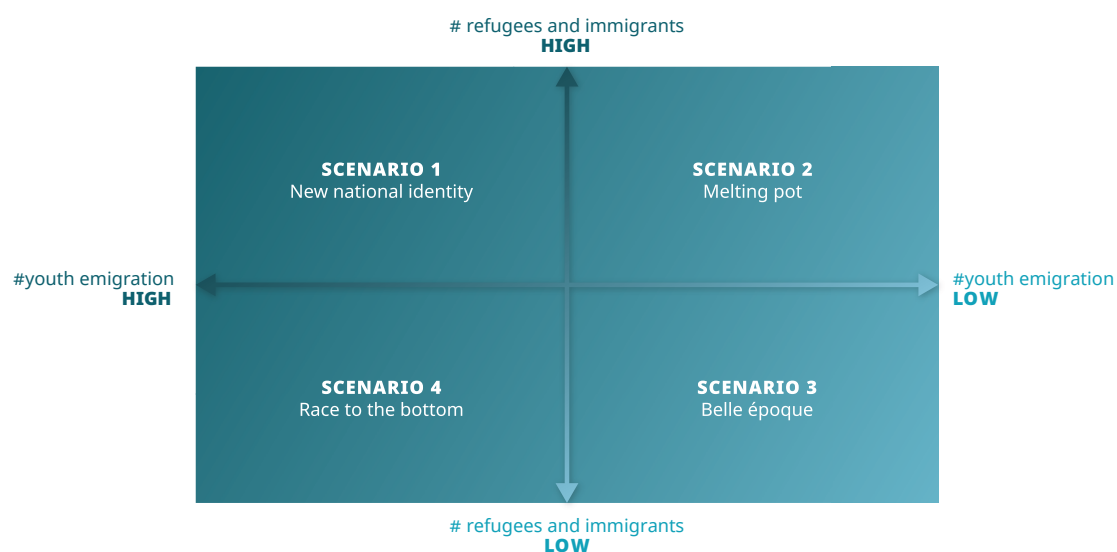 # refugees and immigrants
HIGH
SCENARIO 1
New national identity
SCENARIO 2
Melting pot
#youth emigration
HIGH
#youth emigration
LOW
SCENARIO 4
Race to the bottom
SCENARIO 3
Belle époque
# refugees and immigrants
LOW